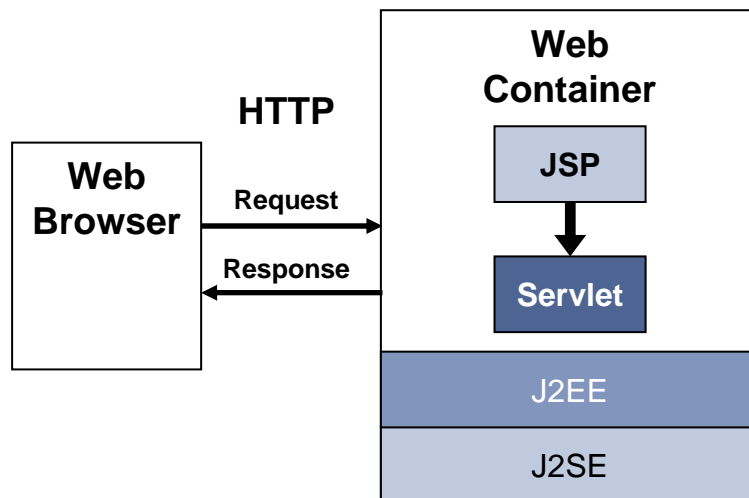 Web
Container
HTTP
JSP
Web
Browser
Request
Response
Servlet
J2EE
J2SE